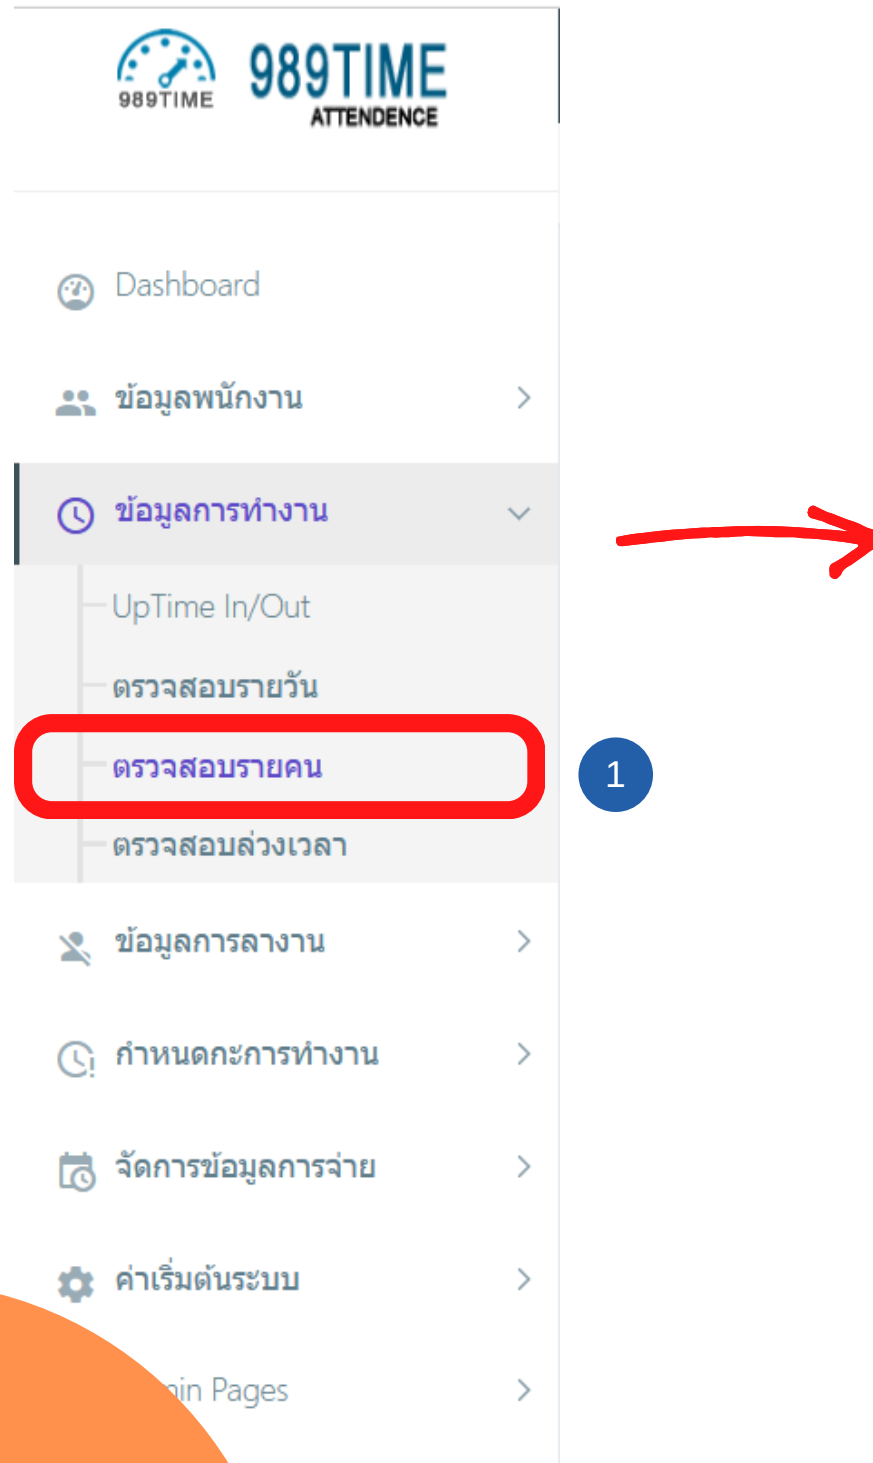 989TIME
989TIME
ATTENDENCE
Dashboard
ข้อมูลพนักงาน
ข้อมูลการทำงาน
UpTime In/Out
ตรวจสอบรายวัน
ตรวจสอบรายคน
1
ตรวจสอบล่วงเวลา
ข้อมูลการลางาน
กำหนดกะการทำงาน
จัดการข้อมูลการจ่าย
ค่าเริ่มต้นระบบ
Pages